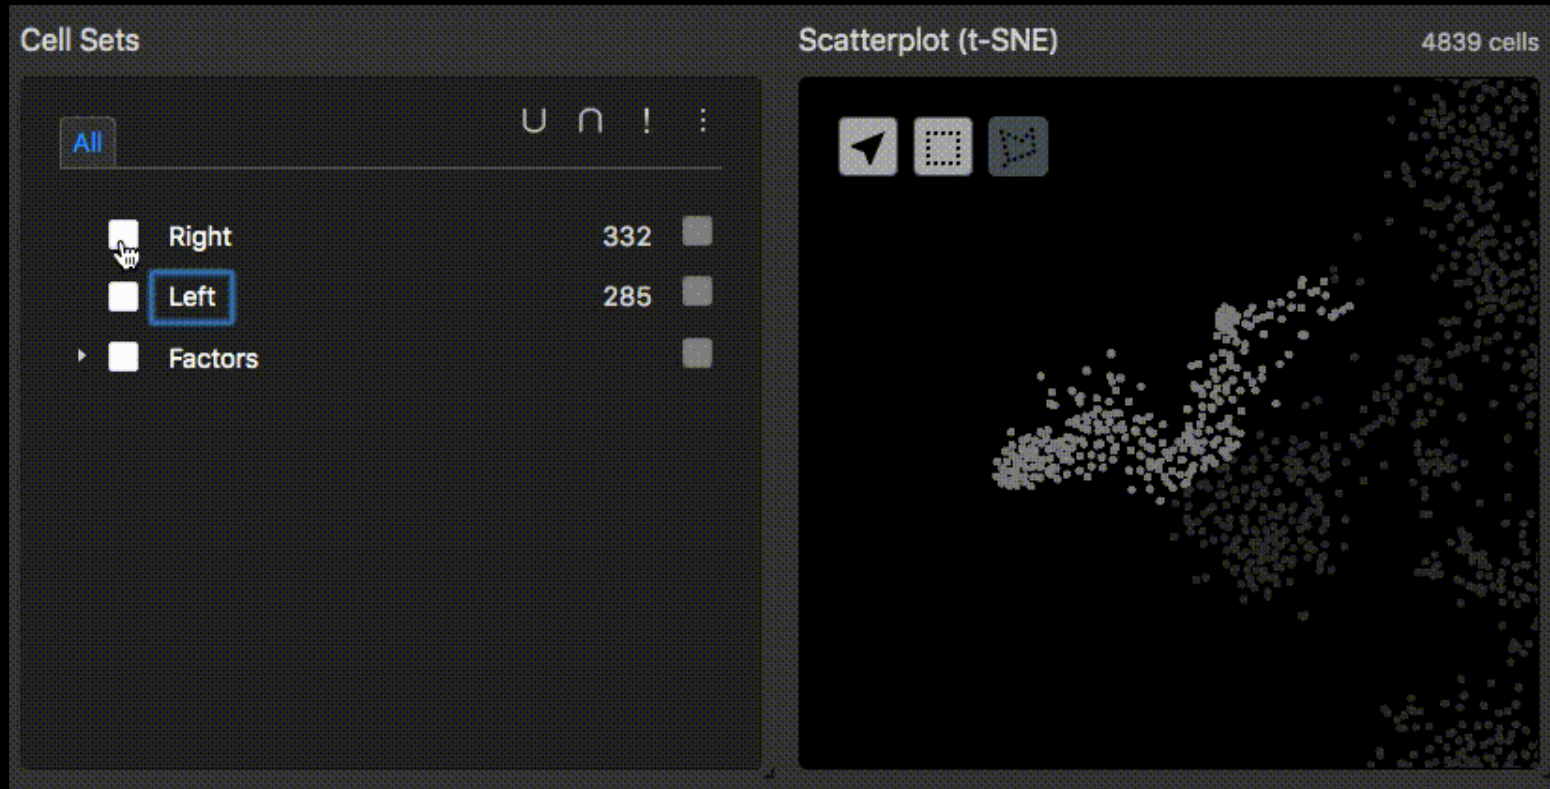 Cell Sets
All
∪ ∩ ! ⋮
Right 332
Left 285
Factors
Scatterplot (t-SNE) 4839 cells